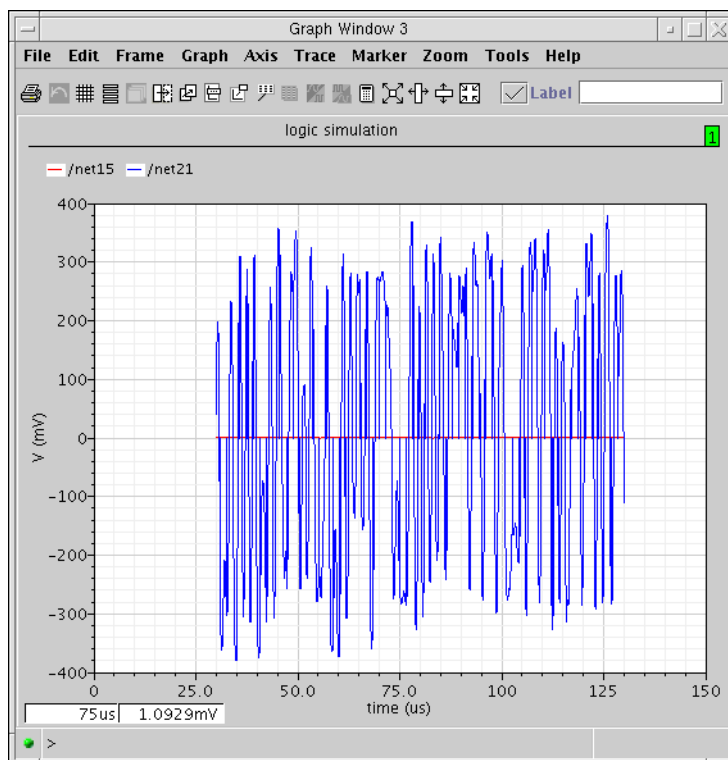 Graph Window 3
File Edit Frame Graph Axis Trace Marker Zoom Tools Help
Label
logic simulation
1
/net15 /net21
400
300
200
100
0
-100
-200
-300
-400
V (mV)
0 25.0 50.0 75.0 100 125 150
time (us)
75us 1.0929mV
>